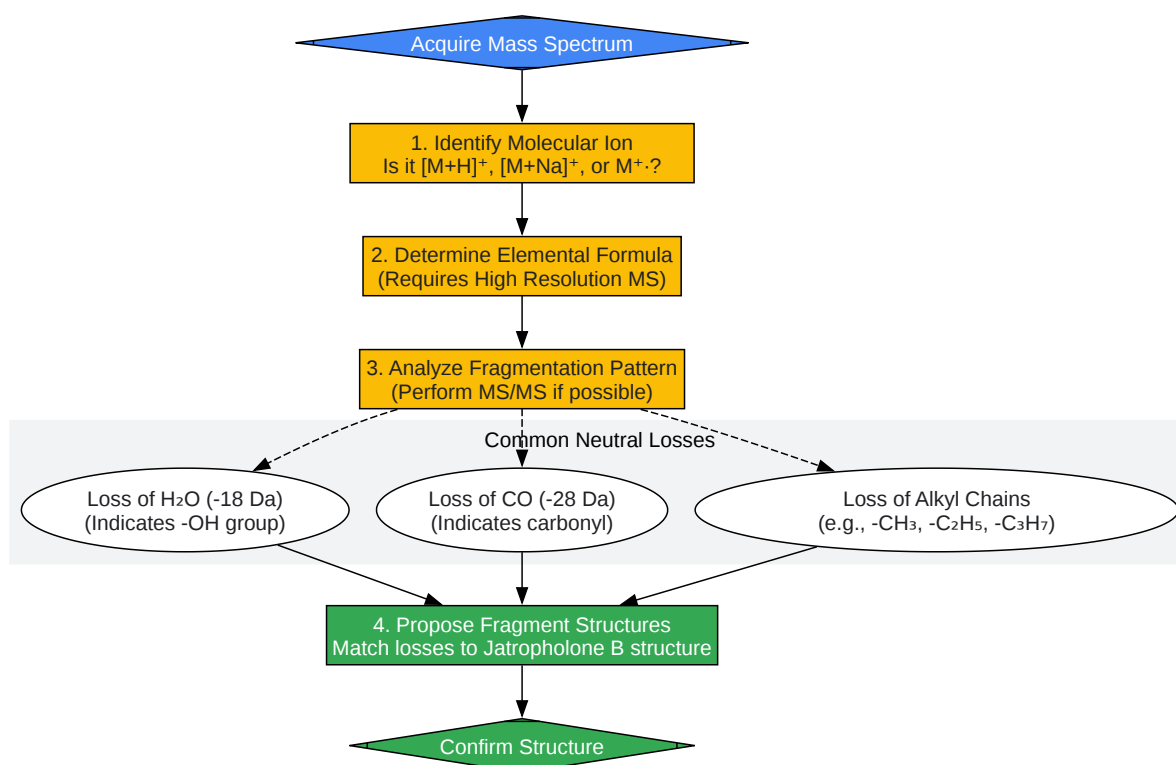 Acquire Mass Spectrum
1. Identify Molecular Ion
Is it [M+H]⁺, [M+Na]⁺, or M⁺·?
2. Determine Elemental Formula
(Requires High Resolution MS)
3. Analyze Fragmentation Pattern
(Perform MS/MS if possible)
Common Neutral Losses
Loss of H₂O (-18 Da)
(Indicates -OH group)
Loss of CO (-28 Da)
(Indicates carbonyl)
Loss of Alkyl Chains
(e.g., -CH₃, -C₂H₅, -C₃H₇)
4. Propose Fragment Structures
Match losses to Jatropholone B structure
Confirm Structure